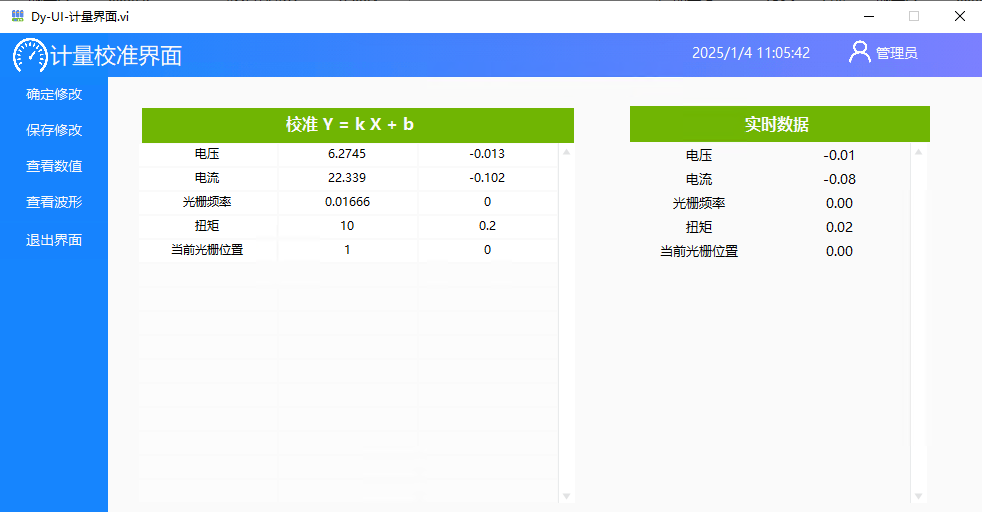 Dy-UI-计量界面.vi
计量校准界面
2025/1/4 11:05:42 管理员
确定修改
保存修改
查看数值
查看波形
退出界面
校准 Y = k X + b
电压 6.2745 -0.013
电流 22.339 -0.102
光栅频率 0.01666 0
扭矩 10 0.2
当前光栅位置 1 0
实时数据
电压 -0.01
电流 -0.08
光栅频率 0.00
扭矩 0.02
当前光栅位置 0.00